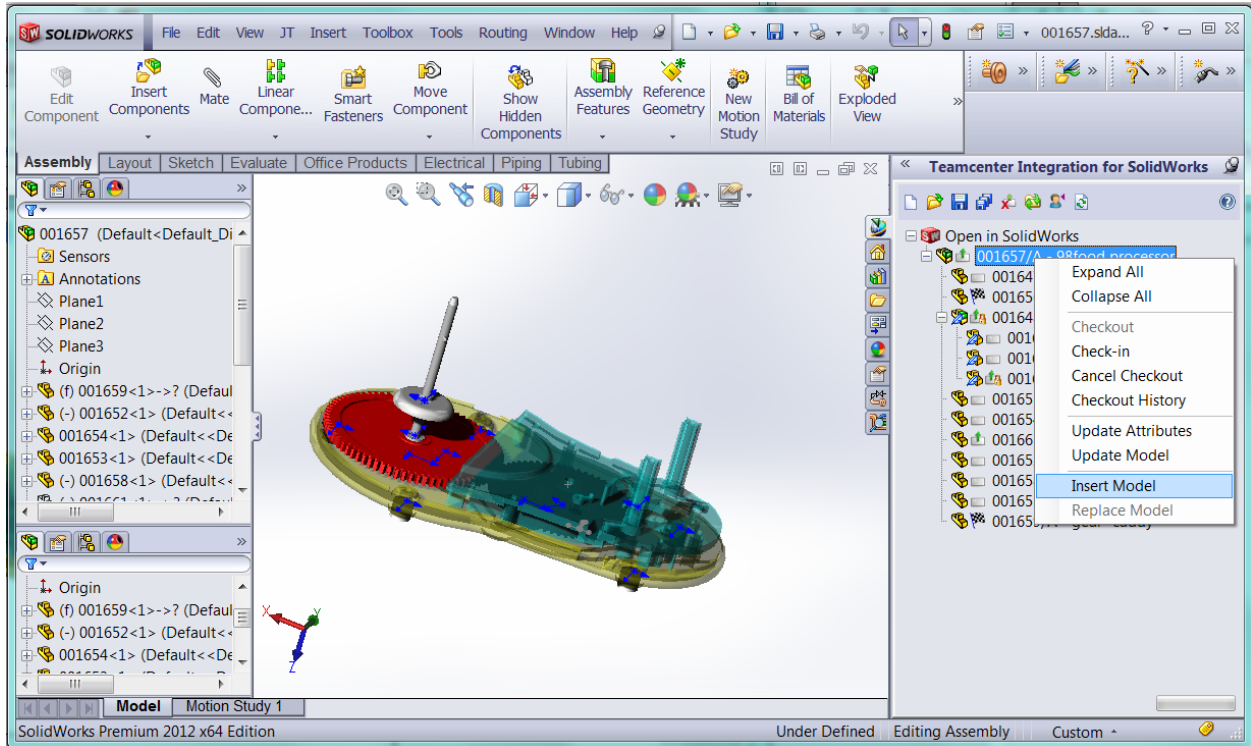 SOLIDWORKS File Edit View JT Insert Toolbox Tools Routing Window Help 001657.slda...
Edit Component
Insert Components
Mate
Linear Compone...
Smart Fasteners
Move Component
Show Hidden Components
Assembly Features
Reference Geometry
New Motion Study
Bill of Materials
Exploded View
Assembly Layout Sketch Evaluate Office Products Electrical Piping Tubing
001657 (Default<Default_Di
Sensors
Annotations
Plane1
Plane2
Plane3
Origin
(f) 001659<1>->? (Defaul
(-) 001652<1> (Default<<
001654<1> (Default<<De
001653<1> (Default<<De
(-) 001658<1> (Default<<
Origin
(f) 001659<1>->? (Defaul
(-) 001652<1> (Default<<
001654<1> (Default<<De
X
Y
Z
Teamcenter Integration for SolidWorks
Open in SolidWorks
001657/A - 98food processor
00164
00165
00164
001
001
001
00165
00165
00166
00165
00165
00165
00165
Expand All
Collapse All
Checkout
Check-in
Cancel Checkout
Checkout History
Update Attributes
Update Model
Insert Model
Replace Model
Model Motion Study 1
SolidWorks Premium 2012 x64 Edition Under Defined Editing Assembly Custom